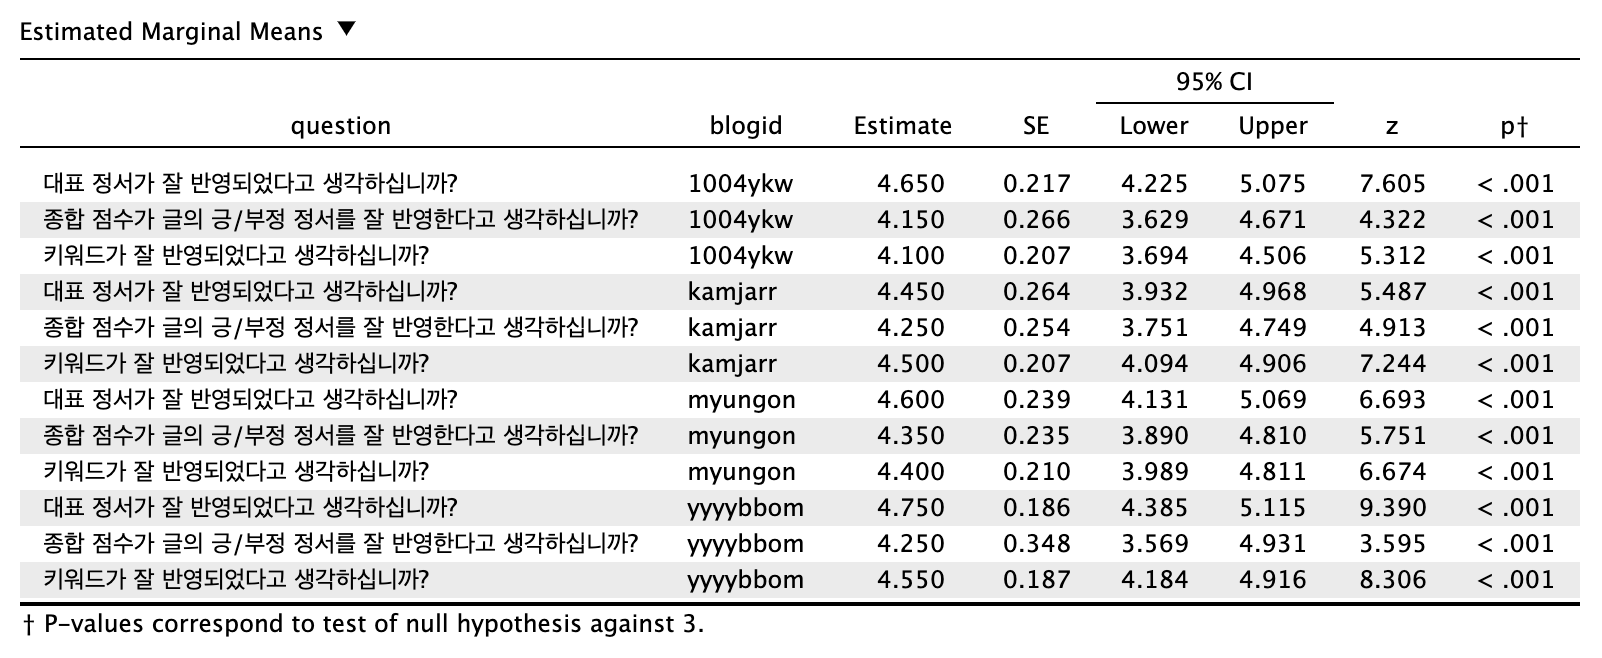 Estimated Marginal Means ▼
95% CI
question blogid Estimate SE Lower Upper z p†
대표 정서가 잘 반영되었다고 생각하십니까? 1004ykw 4.650 0.217 4.225 5.075 7.605 < .001
종합 점수가 글의 긍/부정 정서를 잘 반영한다고 생각하십니까? 1004ykw 4.150 0.266 3.629 4.671 4.322 < .001
키워드가 잘 반영되었다고 생각하십니까? 1004ykw 4.100 0.207 3.694 4.506 5.312 < .001
대표 정서가 잘 반영되었다고 생각하십니까? kamjarr 4.450 0.264 3.932 4.968 5.487 < .001
종합 점수가 글의 긍/부정 정서를 잘 반영한다고 생각하십니까? kamjarr 4.250 0.254 3.751 4.749 4.913 < .001
키워드가 잘 반영되었다고 생각하십니까? kamjarr 4.500 0.207 4.094 4.906 7.244 < .001
대표 정서가 잘 반영되었다고 생각하십니까? myungon 4.600 0.239 4.131 5.069 6.693 < .001
종합 점수가 글의 긍/부정 정서를 잘 반영한다고 생각하십니까? myungon 4.350 0.235 3.890 4.810 5.751 < .001
키워드가 잘 반영되었다고 생각하십니까? myungon 4.400 0.210 3.989 4.811 6.674 < .001
대표 정서가 잘 반영되었다고 생각하십니까? yyyybbom 4.750 0.186 4.385 5.115 9.390 < .001
종합 점수가 글의 긍/부정 정서를 잘 반영한다고 생각하십니까? yyyybbom 4.250 0.348 3.569 4.931 3.595 < .001
키워드가 잘 반영되었다고 생각하십니까? yyyybbom 4.550 0.187 4.184 4.916 8.306 < .001
† P-values correspond to test of null hypothesis against 3.